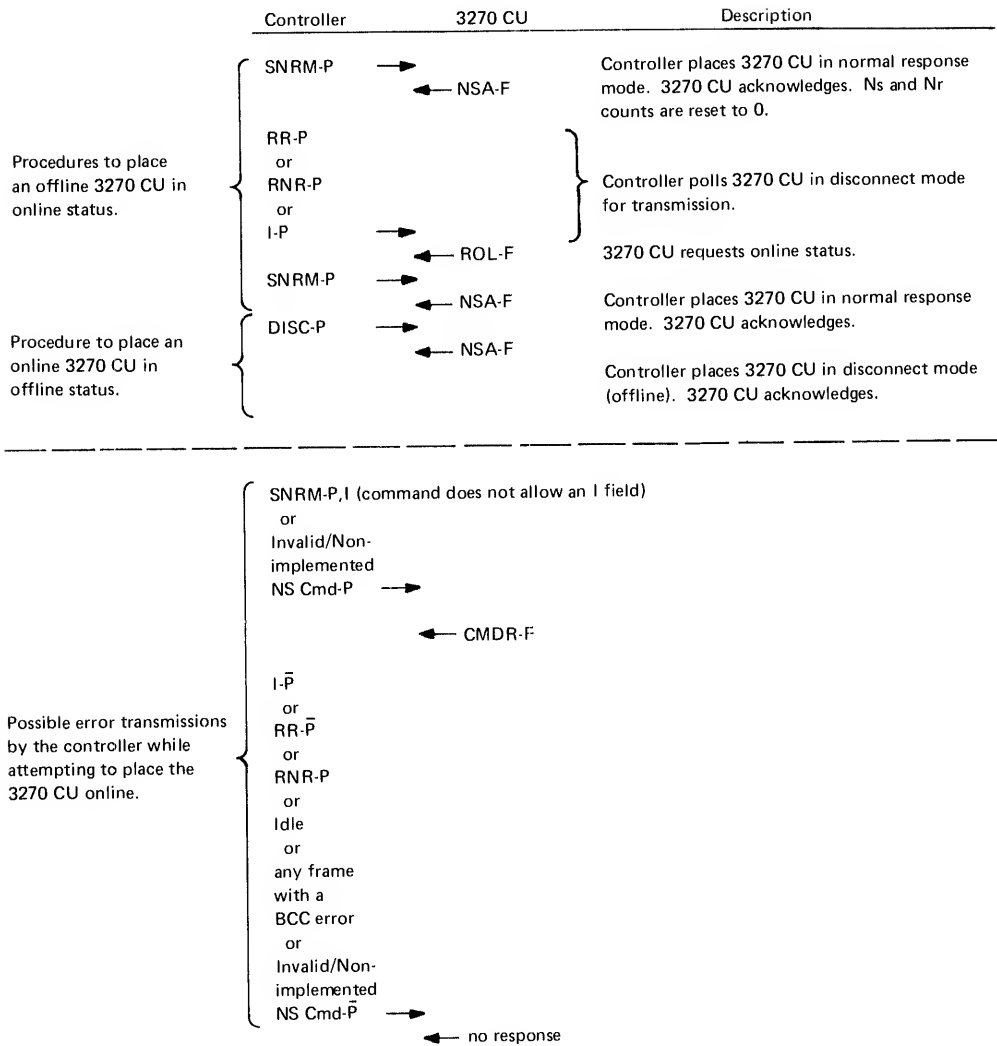 Controller 3270 CU Description
Procedures to place
an offline 3270 CU in
online status.
SNRM-P
NSA-F
Controller places 3270 CU in normal response
mode. 3270 CU acknowledges. Ns and Nr
counts are reset to 0.
RR-P
or
RNR-P
or
I-P
Controller polls 3270 CU in disconnect mode
for transmission.
ROL-F
3270 CU requests online status.
SNRM-P
NSA-F
Controller places 3270 CU in normal response
mode. 3270 CU acknowledges.
Procedure to place an
online 3270 CU in
offline status.
DISC-P
NSA-F
Controller places 3270 CU in disconnect mode
(offline). 3270 CU acknowledges.
Possible error transmissions
by the controller while
attempting to place the
3270 CU online.
SNRM-P,I (command does not allow an I field)
or
Invalid/Non-
implemented
NS Cmd-P
CMDR-F
I-P̄
or
RR-P̄
or
RNR-P
or
Idle
or
any frame
with a
BCC error
or
Invalid/Non-
implemented
NS Cmd-P̄
no response